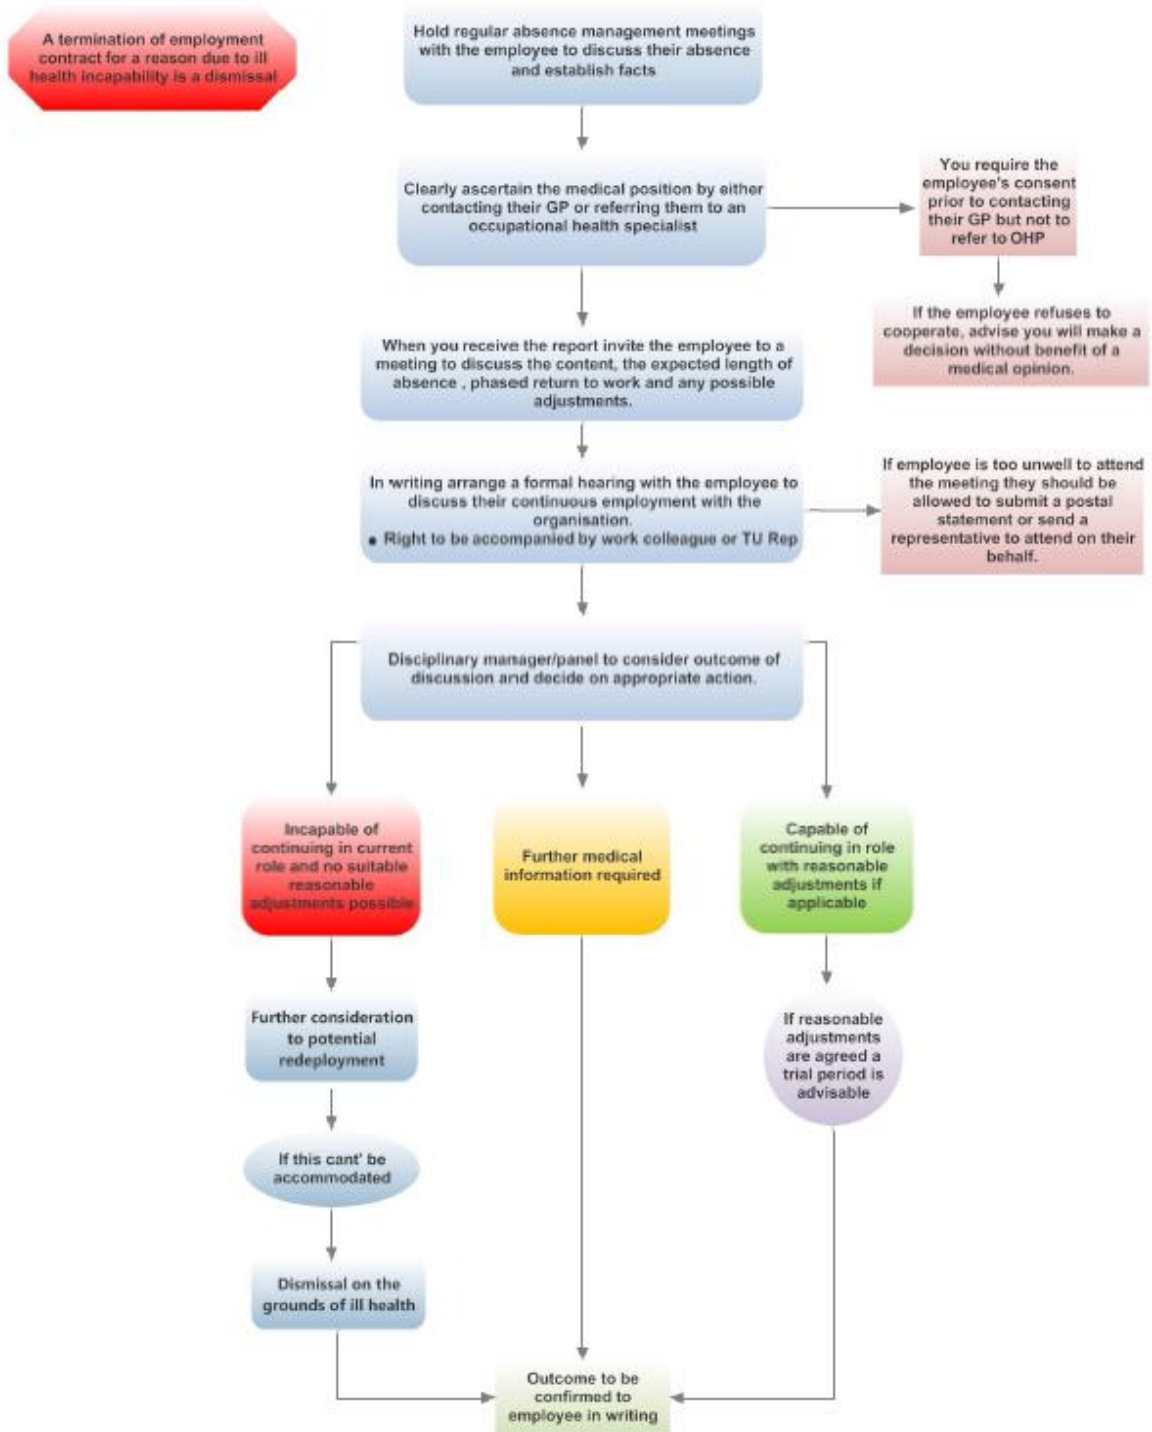 A termination of employment
contract for a reason due to ill
health incapability is a dismissal
Hold regular absence management meetings
with the employee to discuss their absence
and establish facts
Clearly ascertain the medical position by either
contacting their GP or referring them to an
occupational health specialist
You require the
employee's consent
prior to contacting
their GP but not to
refer to OHP
If the employee refuses to
cooperate, advise you will make a
decision without benefit of a
medical opinion.
When you receive the report invite the employee to a
meeting to discuss the content, the expected length of
absence , phased return to work and any possible
adjustments.
In writing arrange a formal hearing with the employee to
discuss their continuous employment with the
organisation.
• Right to be accompanied by work colleague or TU Rep
If employee is too unwell to attend
the meeting they should be
allowed to submit a postal
statement or send a
representative to attend on their
behalf.
Disciplinary manager/panel to consider outcome of
discussion and decide on appropriate action.
Incapable of
continuing in current
role and no suitable
reasonable
adjustments possible
Further medical
information required
Capable of
continuing in role
with reasonable
adjustments if
applicable
Further consideration
to potential
redeployment
If reasonable
adjustments
are agreed a
trial period is
advisable
If this cant' be
accommodated
Dismissal on the
grounds of ill health
Outcome to be
confirmed to
employee in writing